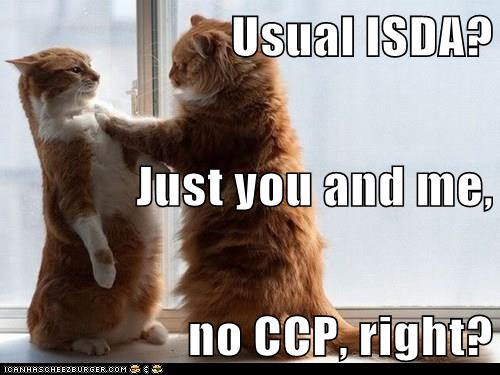 Usual ISDA?
Just you and me,
no CCP, right?
ICANHASCHEEZBURGER.COM